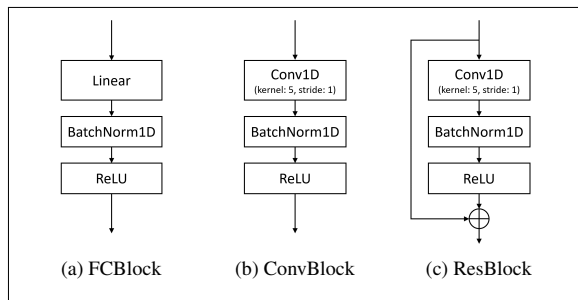 Linear
BatchNorm1D
ReLU
(a) FCBlock
Conv1D
(kernel: 5, stride: 1)
BatchNorm1D
ReLU
(b) ConvBlock
Conv1D
(kernel: 5, stride: 1)
BatchNorm1D
ReLU
(c) ResBlock